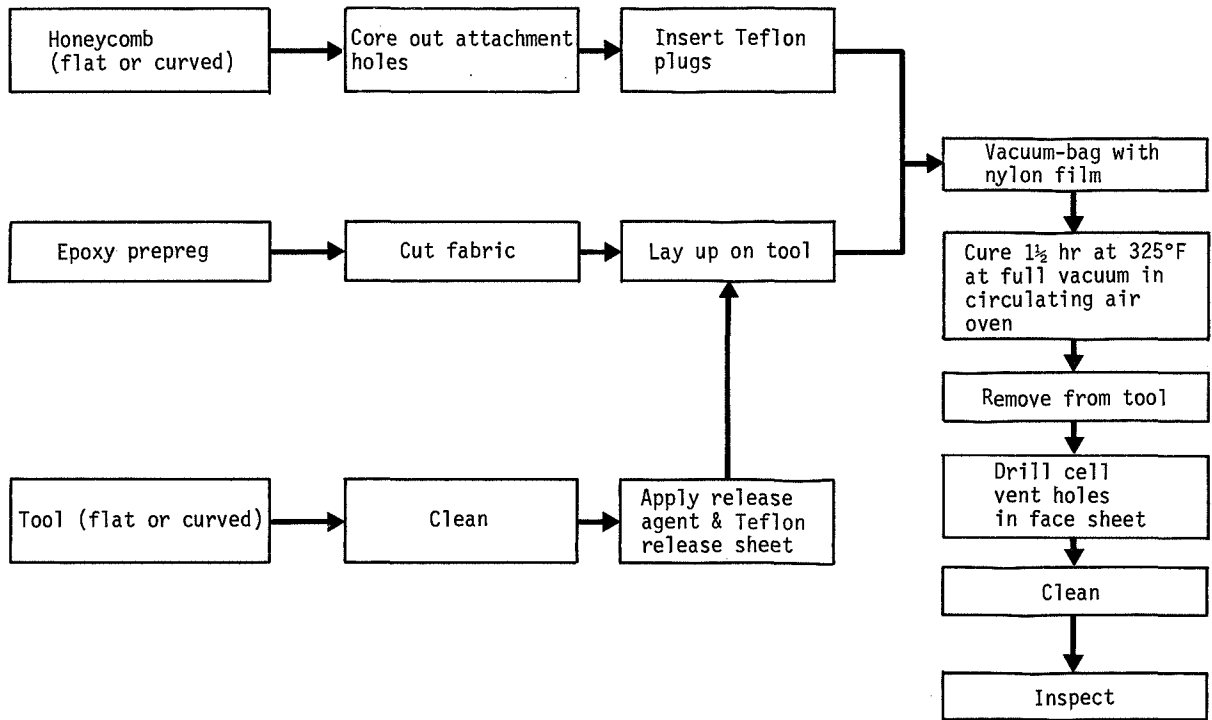 Honeycomb
(flat or curved)
Core out attachment
holes
Insert Teflon
plugs
Vacuum-bag with
nylon film
Epoxy prepreg
Cut fabric
Lay up on tool
Cure 1½ hr at 325°F
at full vacuum in
circulating air
oven
Remove from tool
Tool (flat or curved)
Clean
Apply release
agent & Teflon
release sheet
Drill cell
vent holes
in face sheet
Clean
Inspect